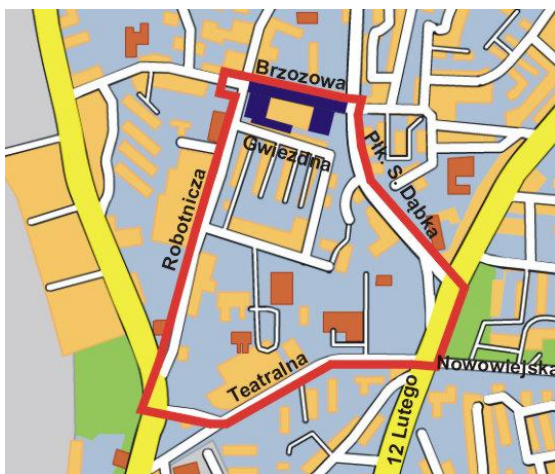 Brzozowa
Gwiezdna
Płk. S. Dąbka
Robotnicza
Teatralna
Nowowiejska
12 Lutego